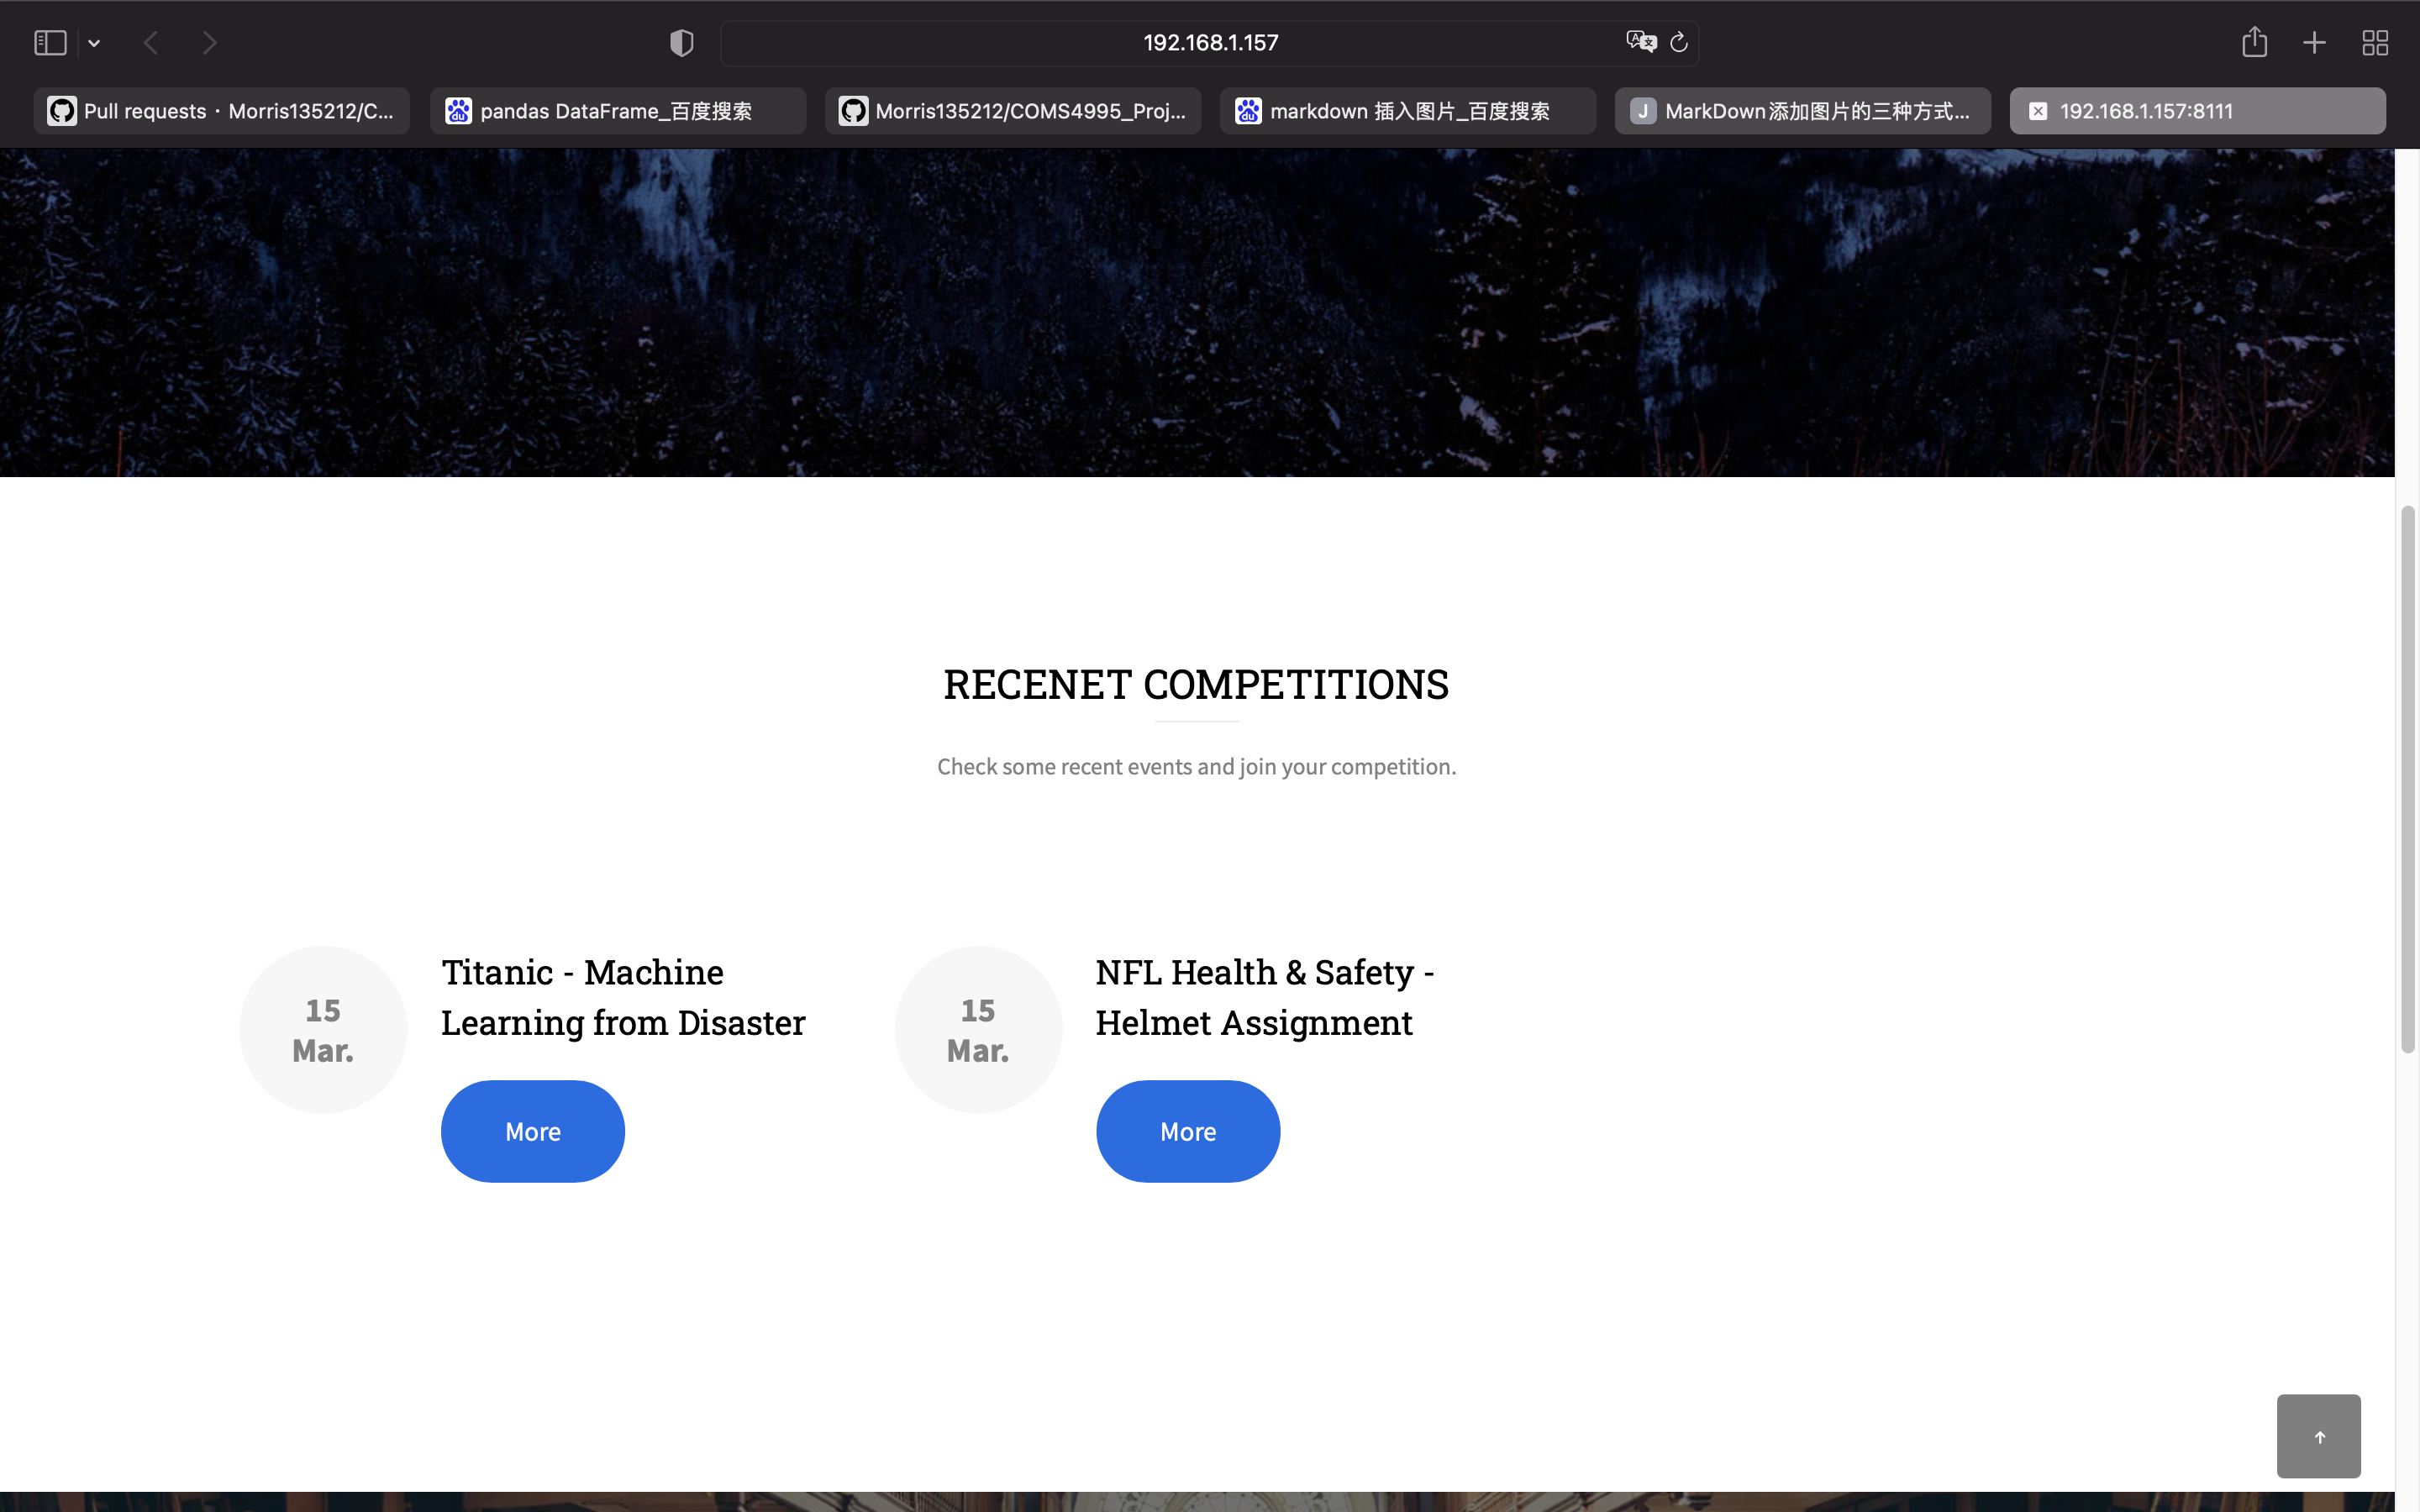 192.168.1.157
Pull requests · Morris135212/C...
pandas DataFrame_百度搜索
Morris135212/COMS4995_Proj...
markdown 插入图片_百度搜索
J MarkDown添加图片的三种方式...
192.168.1.157:8111
RECENET COMPETITIONS
Check some recent events and join your competition.
15
Mar.
Titanic - Machine
Learning from Disaster
More
15
Mar.
NFL Health & Safety -
Helmet Assignment
More